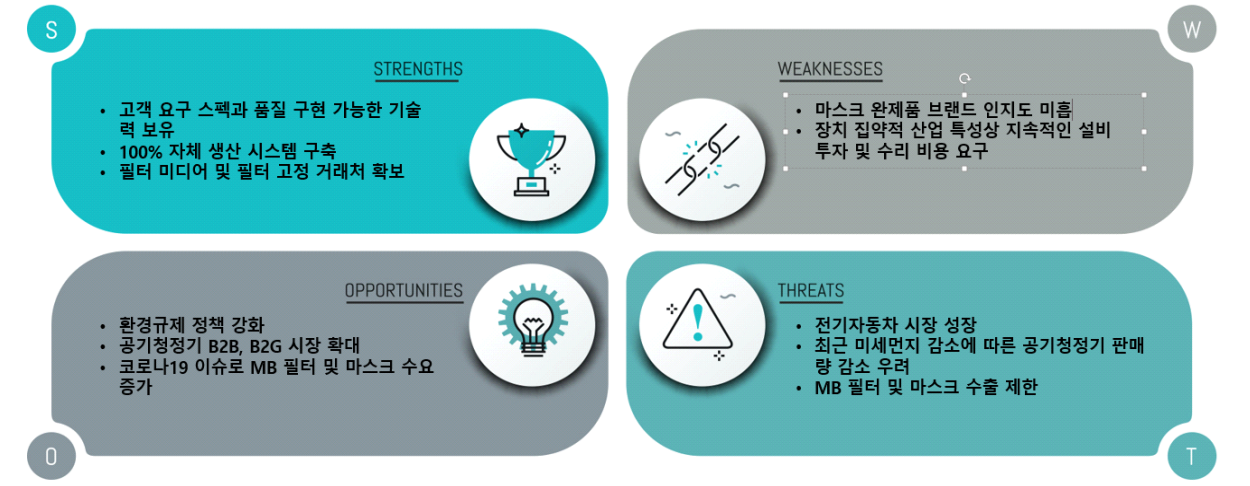 S
STRENGTHS
• 고객 요구 스펙과 품질 구현 가능한 기술
력 보유
• 100% 자체 생산 시스템 구축
• 필터 미디어 및 필터 고정 거래처 확보
W
WEAKNESSES
• 마스크 완제품 브랜드 인지도 미흡
• 장치 집약적 산업 특성상 지속적인 설비
투자 및 수리 비용 요구
OPPORTUNITIES
• 환경규제 정책 강화
• 공기청정기 B2B, B2G 시장 확대
• 코로나19 이슈로 MB 필터 및 마스크 수요
증가
O
THREATS
• 전기자동차 시장 성장
• 최근 미세먼지 감소에 따른 공기청정기 판매
량 감소 우려
• MB 필터 및 마스크 수출 제한
T